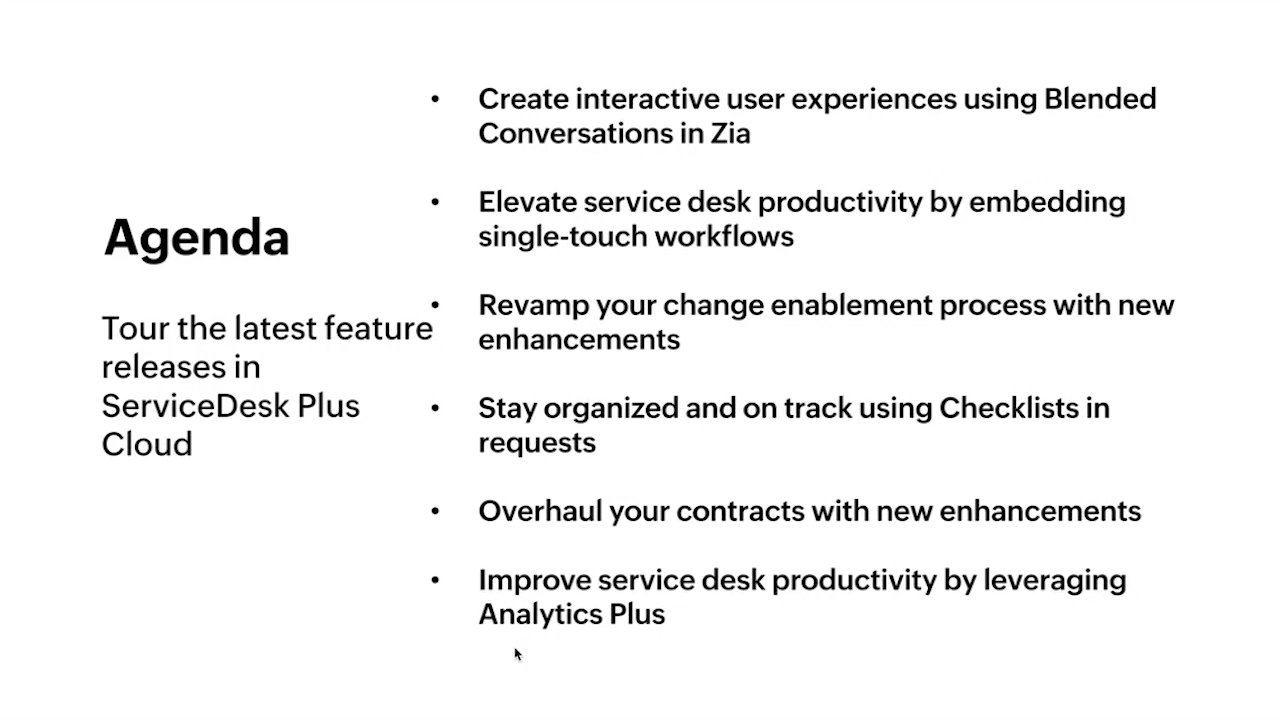 Agenda
Tour the latest feature
releases in
ServiceDesk Plus
Cloud
• Create interactive user experiences using Blended
Conversations in Zia
• Elevate service desk productivity by embedding
single-touch workflows
• Revamp your change enablement process with new
enhancements
• Stay organized and on track using Checklists in
requests
• Overhaul your contracts with new enhancements
• Improve service desk productivity by leveraging
Analytics Plus